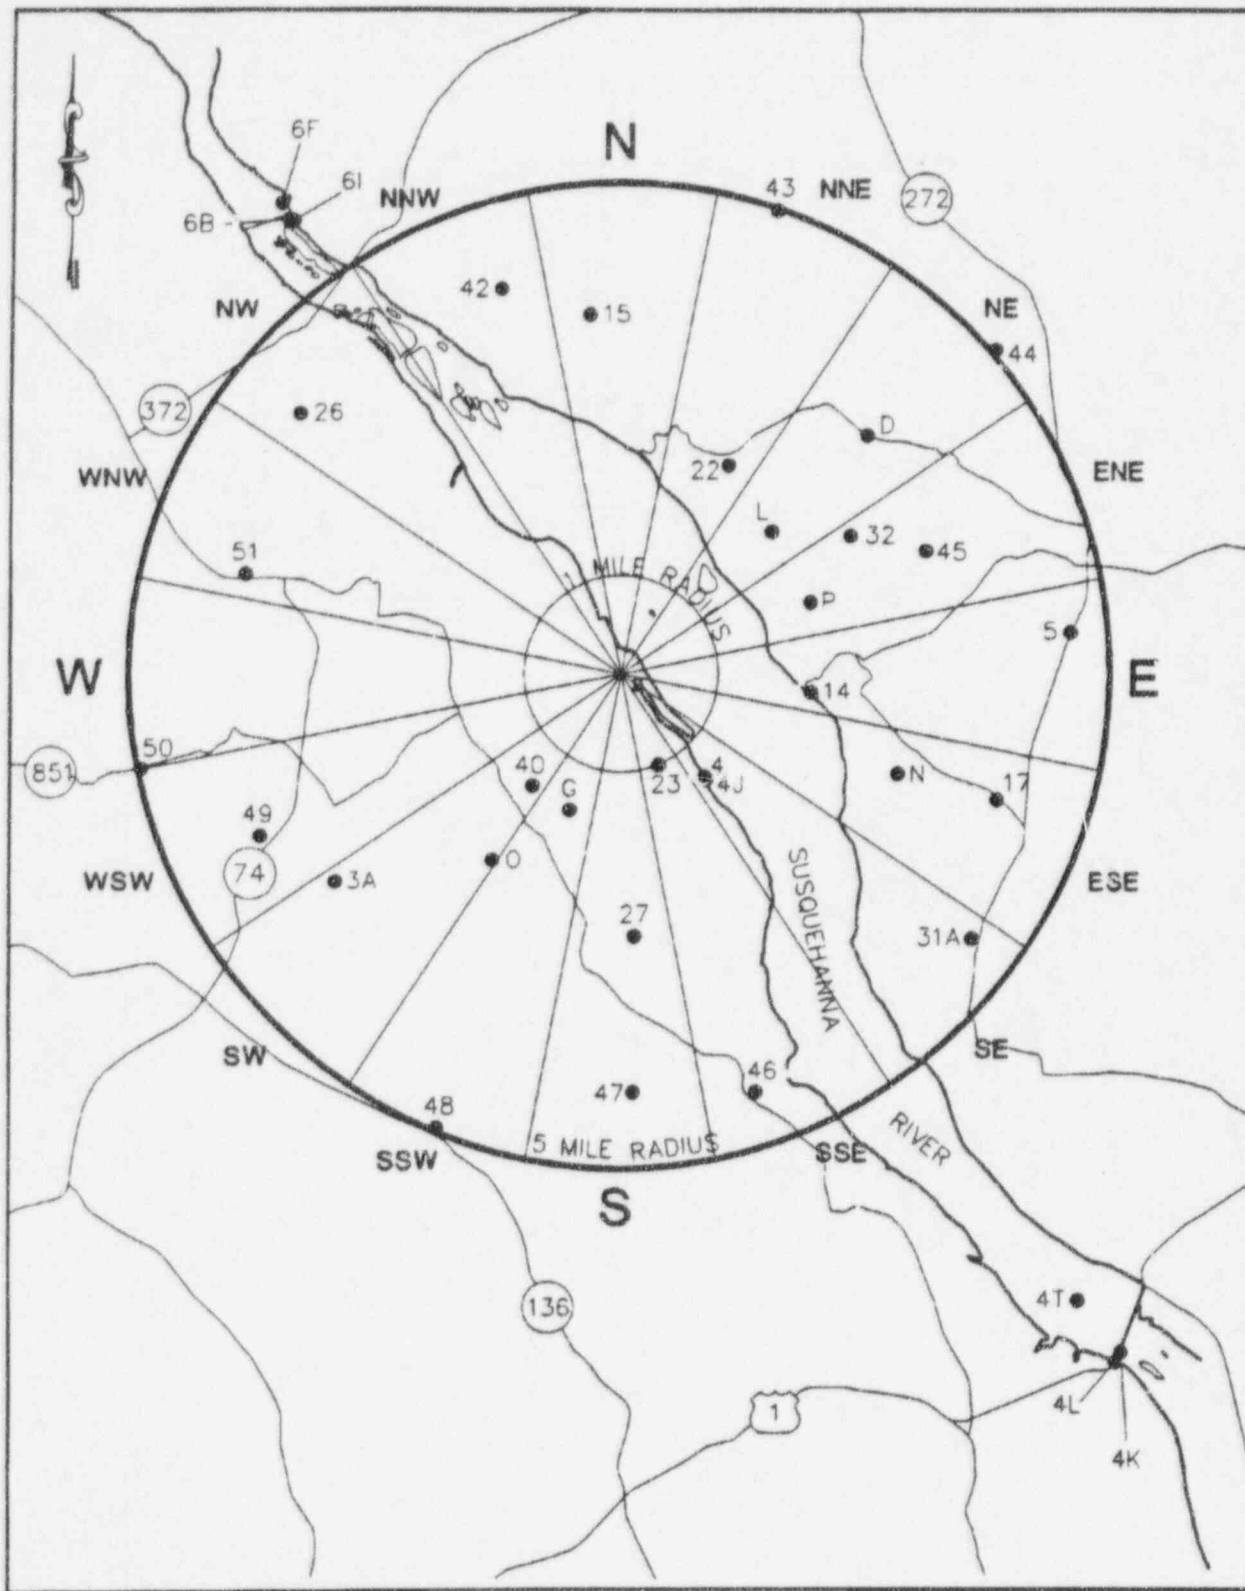 N
6F
6I
6B
NNW
43
NNE
272
42
15
NW
NE
44
372
26
D
22
WNW
ENE
L
32
45
51
MILE RADIUS
P
5
W
14
E
50
851
40
G
23
4
4J
N
17
49
74
WSW
3A
O
SUSQUEHANNA
ESE
27
31A
SW
SE
47
46
48
SSW
5 MILE RADIUS
SSE
RIVER
S
136
4T
1
4L
4K